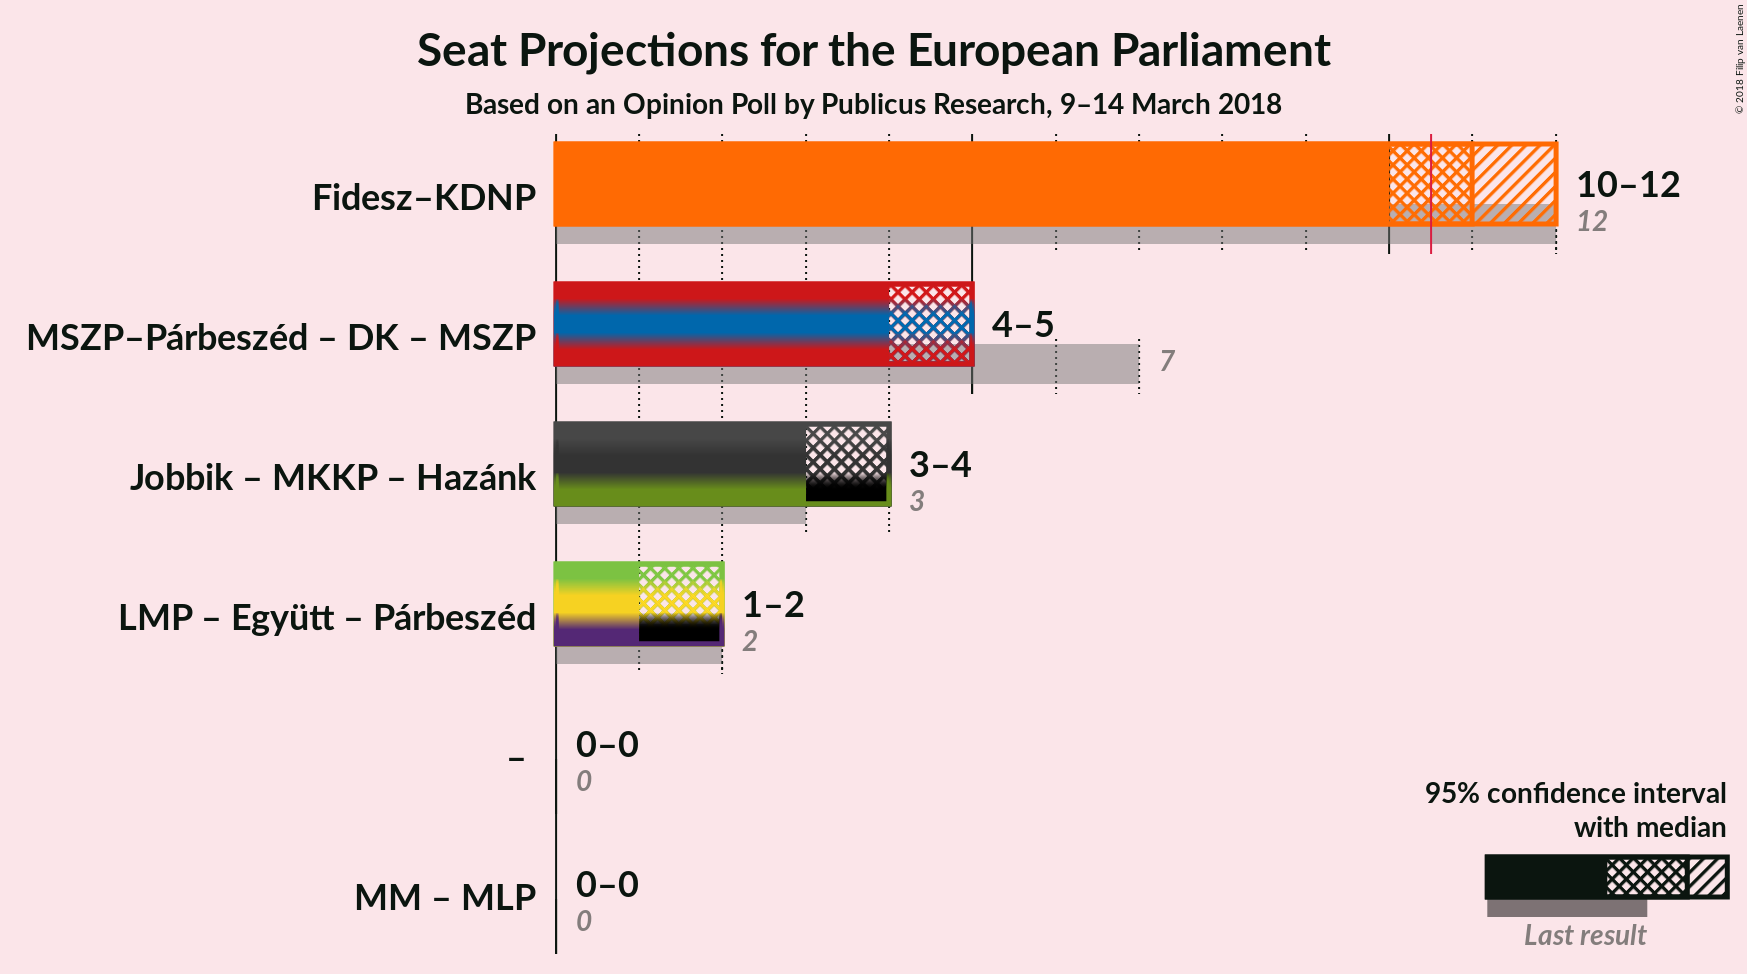 Seat Projections for the European Parliament
Based on an Opinion Poll by Publicus Research, 9–14 March 2018
© 2018 Filip van Laenen
Fidesz–KDNP
10–12
12
MSZP–Párbeszéd – DK – MSZP
4–5
7
Jobbik – MKKP – Hazánk
3–4
3
LMP – Együtt – Párbeszéd
1–2
2
–
0–0
0
MM – MLP
0–0
0
95% confidence interval
with median
Last result